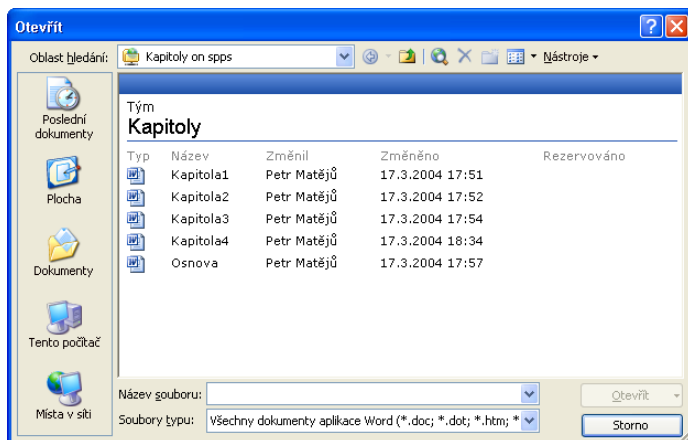 Otevřít
Oblast hledání: Kapitoly on spps Nástroje
Poslední dokumenty
Plocha
Dokumenty
Tento počítač
Místa v síti
Tým
Kapitoly
Typ Název Změnil Změněno Rezervováno
Kapitola1 Petr Matějů 17.3.2004 17:51
Kapitola2 Petr Matějů 17.3.2004 17:52
Kapitola3 Petr Matějů 17.3.2004 17:54
Kapitola4 Petr Matějů 17.3.2004 18:34
Osnova Petr Matějů 17.3.2004 17:57
Název souboru: Otevřít
Soubory typu: Všechny dokumenty aplikace Word (*.doc; *.dot; *.htm; * Storno